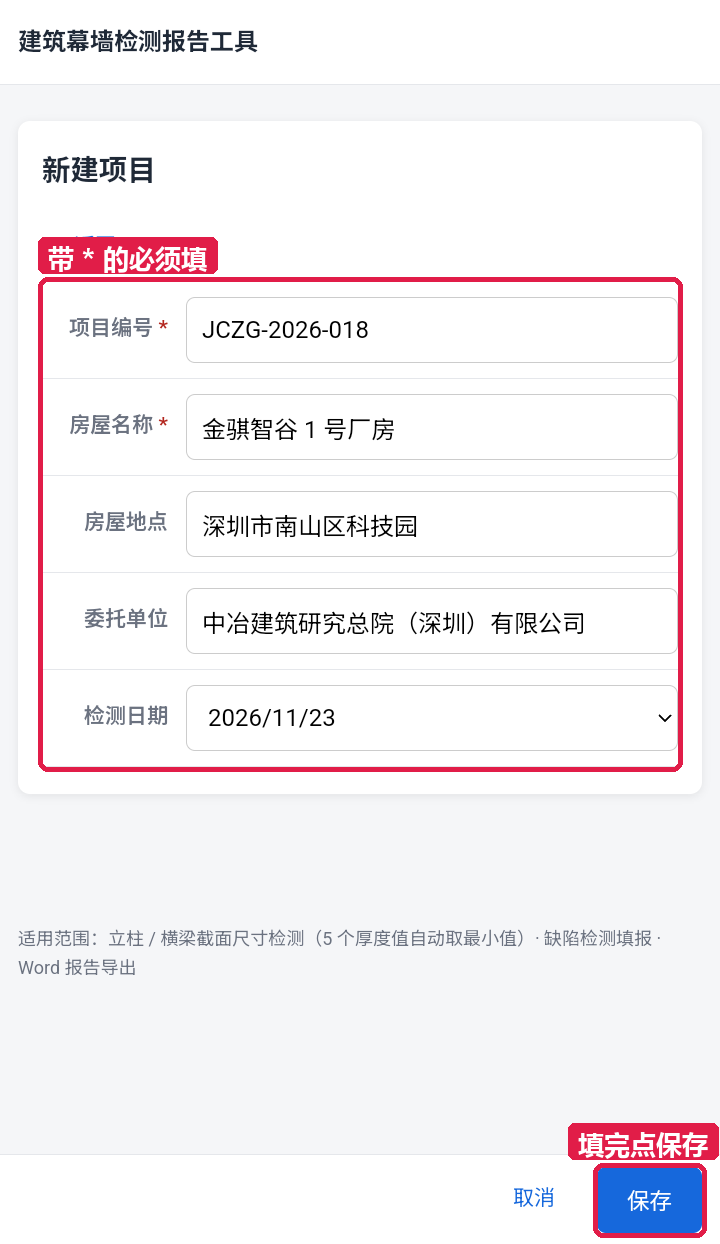 建筑幕墙检测报告工具
新建项目
带 * 的必须填
项目编号 *
JCZG-2026-018
房屋名称 *
金骐智谷 1 号厂房
房屋地点
深圳市南山区科技园
委托单位
中冶建筑研究总院（深圳）有限公司
检测日期
2026/11/23
适用范围：立柱 / 横梁截面尺寸检测（5 个厚度值自动取最小值）· 缺陷检测填报 ·
Word 报告导出
填完点保存
取消
保存